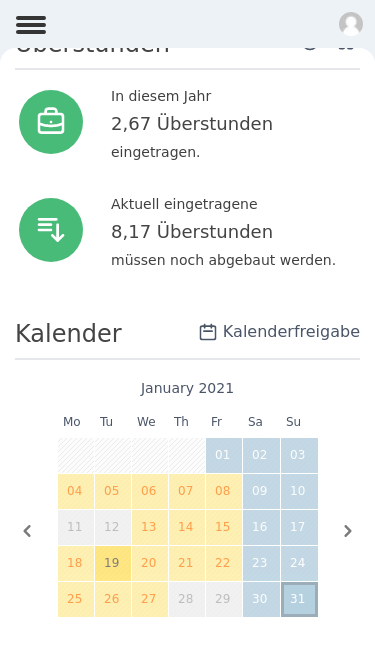 Überstunden
In diesem Jahr
2,67 Überstunden
eingetragen.
Aktuell eingetragene
8,17 Überstunden
müssen noch abgebaut werden.
Kalender
Kalenderfreigabe
January 2021
Mo Tu We Th Fr Sa Su
01 02 03
04 05 06 07 08 09 10
11 12 13 14 15 16 17
18 19 20 21 22 23 24
25 26 27 28 29 30 31